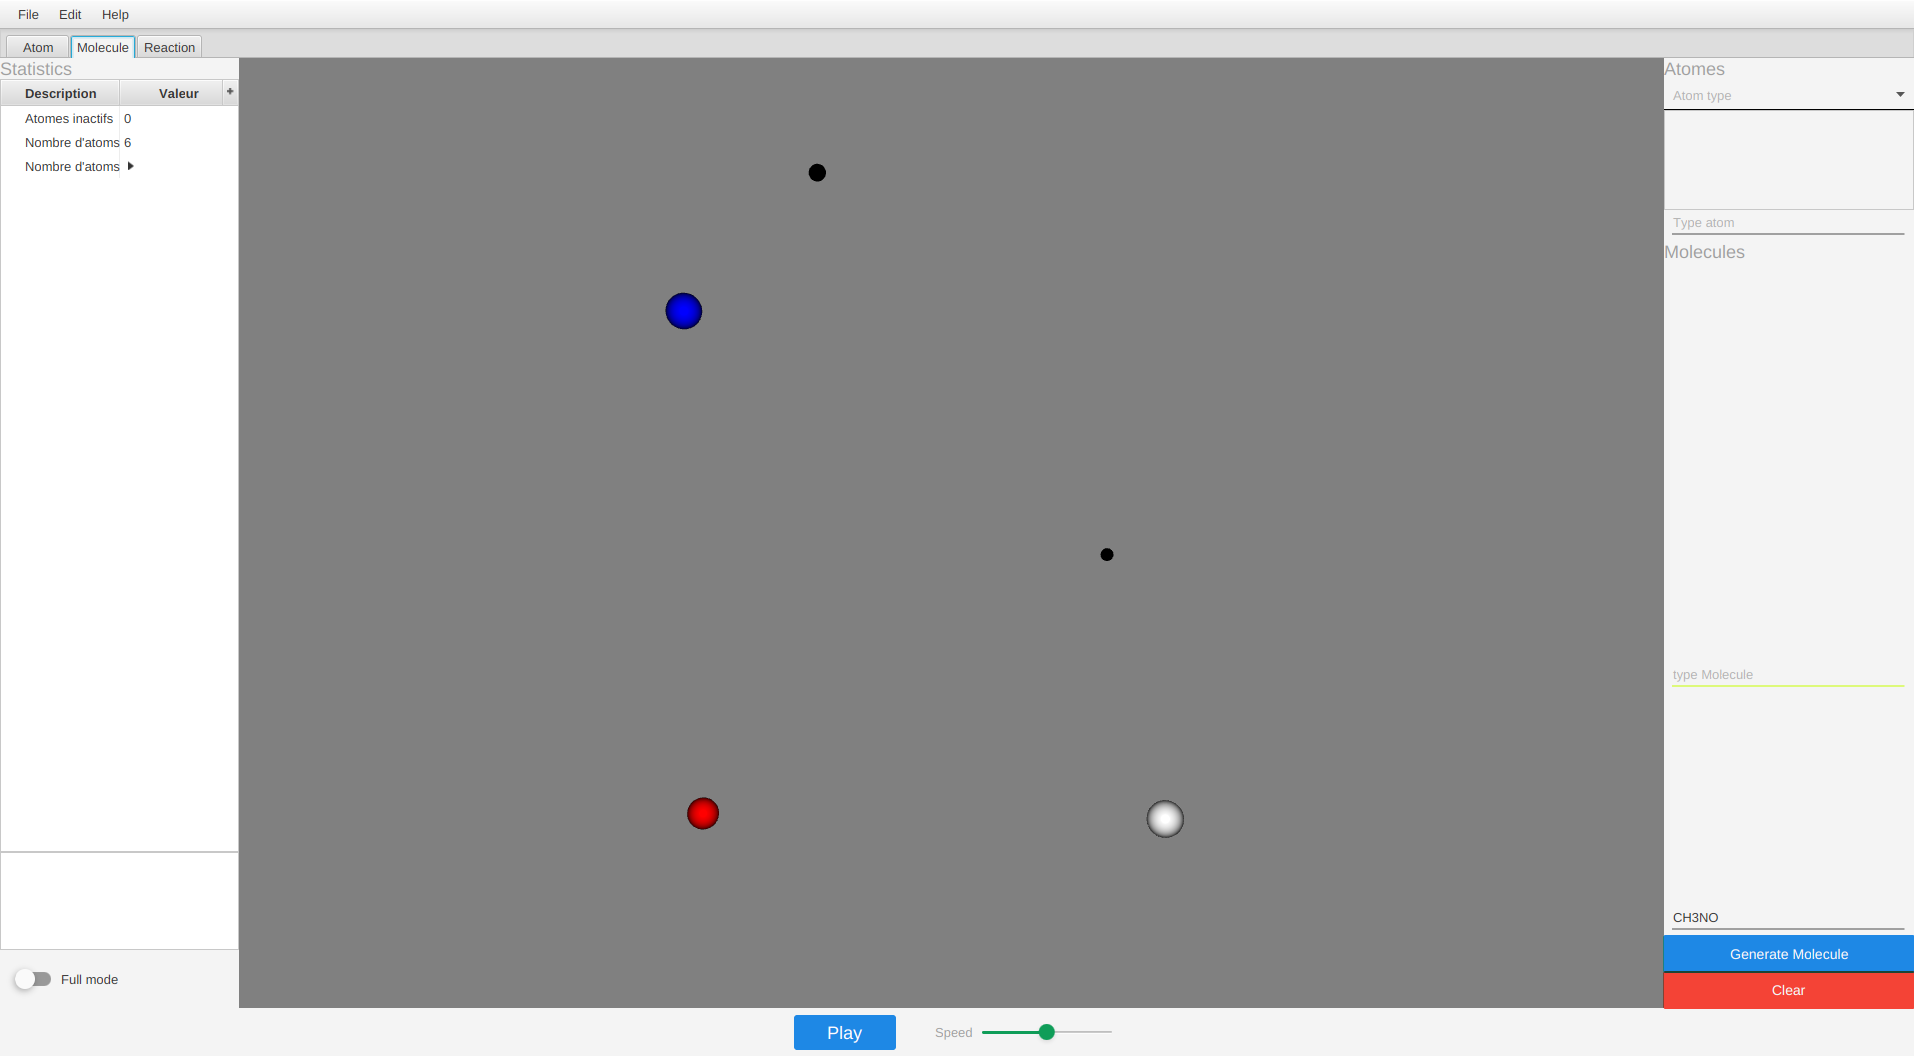 File Edit Help
Atom Molecule Reaction
Statistics
Description Valeur +
Atomes inactifs 0
Nombre d'atoms 6
Nombre d'atoms
Full mode
Play
Speed
Atomes
Atom type
Type atom
Molecules
type Molecule
CH3NO
Generate Molecule
Clear